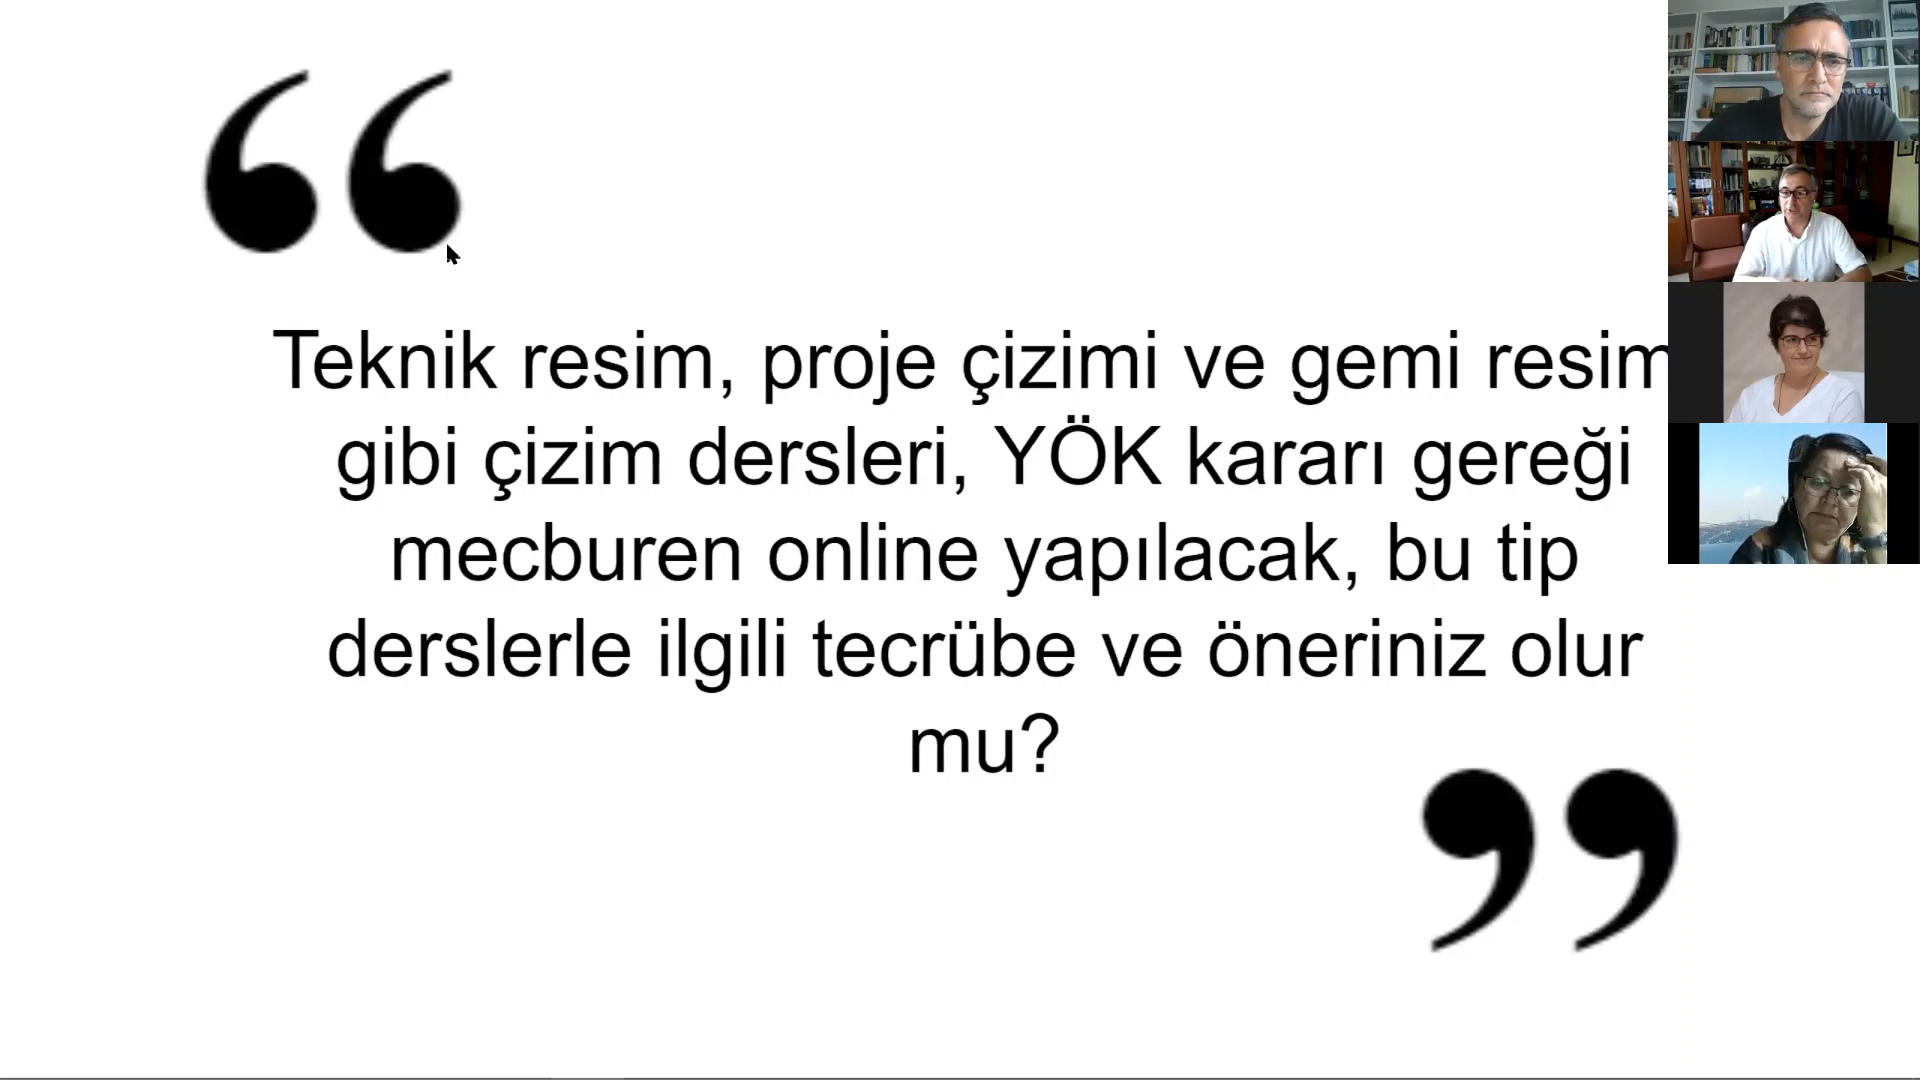 Teknik resim, proje çizimi ve gemi resim
gibi çizim dersleri, YÖK kararı gereği
mecburen online yapılacak, bu tip
derslerle ilgili tecrübe ve öneriniz olur
mu?